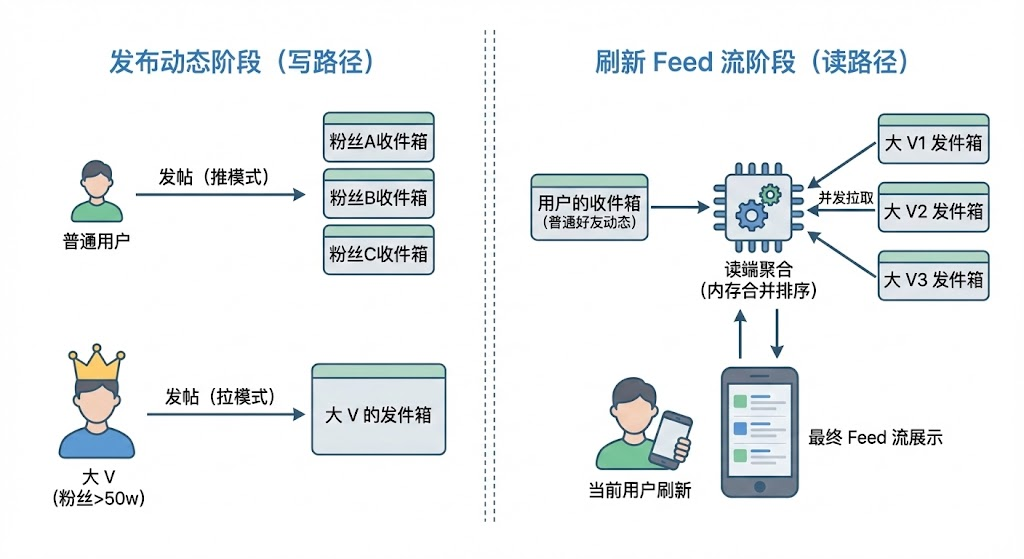 发布动态阶段（写路径）
发帖（推模式）
普通用户
粉丝A收件箱
粉丝B收件箱
粉丝C收件箱
发帖（拉模式）
大 V
(粉丝>50w)
大 V 的发件箱
刷新 Feed 流阶段（读路径）
用户的收件箱
(普通好友动态)
读端聚合
(内存合并排序)
并发拉取
大 V1 发件箱
大 V2 发件箱
大 V3 发件箱
当前用户刷新
最终 Feed 流展示